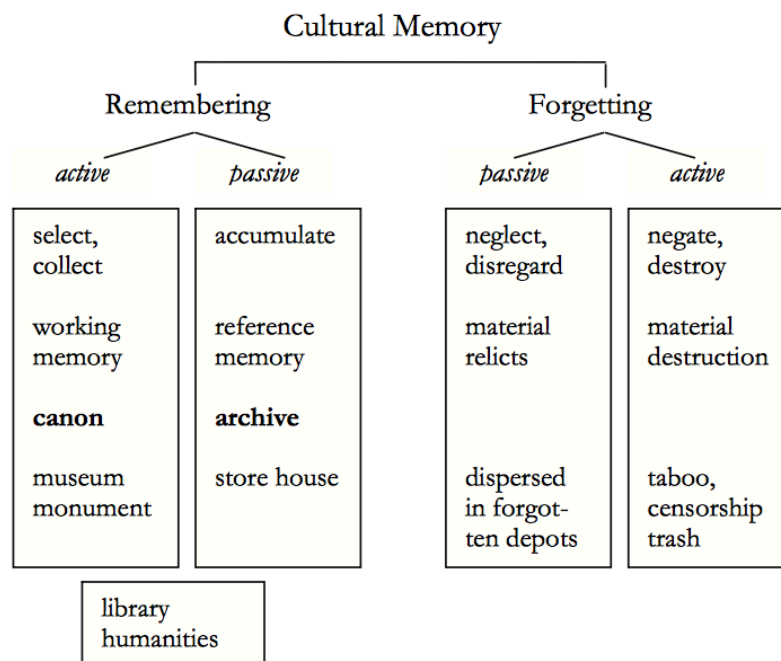 Cultural Memory
Remembering
Forgetting
active
passive
passive
active
select,
collect
working
memory
canon
museum
monument
accumulate
reference
memory
archive
store house
neglect,
disregard
material
relicts
dispersed
in forgot-
ten depots
negate,
destroy
material
destruction
taboo,
censorship
trash
library
humanities